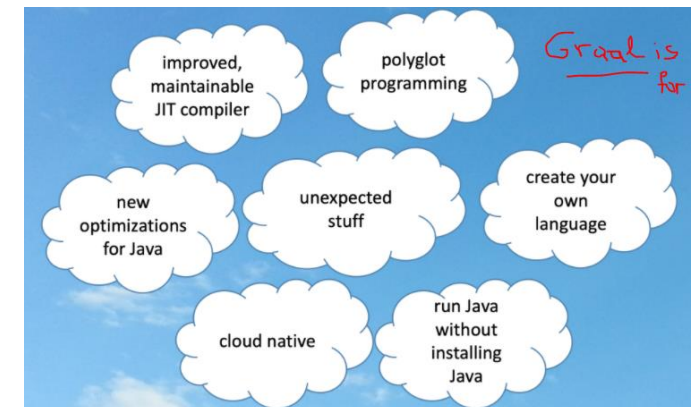 improved,
maintainable
JIT compiler
polyglot
programming
Graal is
for
new
optimizations
for Java
unexpected
stuff
create your
own
language
cloud native
run Java
without
installing
Java